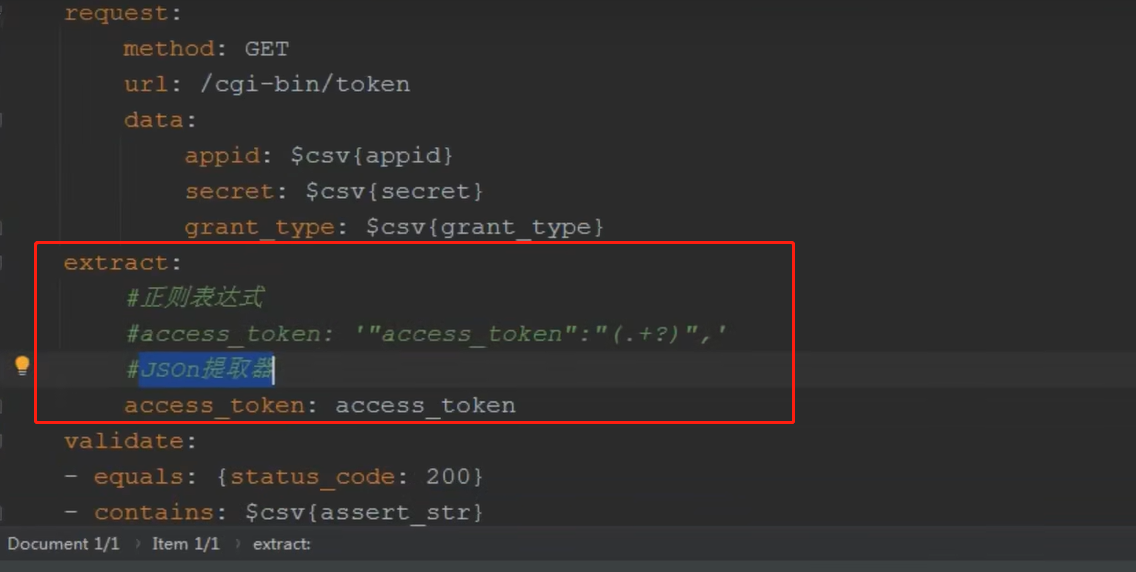 request:
method: GET
url: /cgi-bin/token
data:
appid: $csv{appid}
secret: $csv{secret}
grant_type: $csv{grant_type}
extract:
#正则表达式
#access_token: '"access_token":"(.+?)",'
#JSOn提取器
access_token: access_token
validate:
- equals: {status_code: 200}
- contains: $csv{assert_str}
Document 1/1 › Item 1/1 › extract: